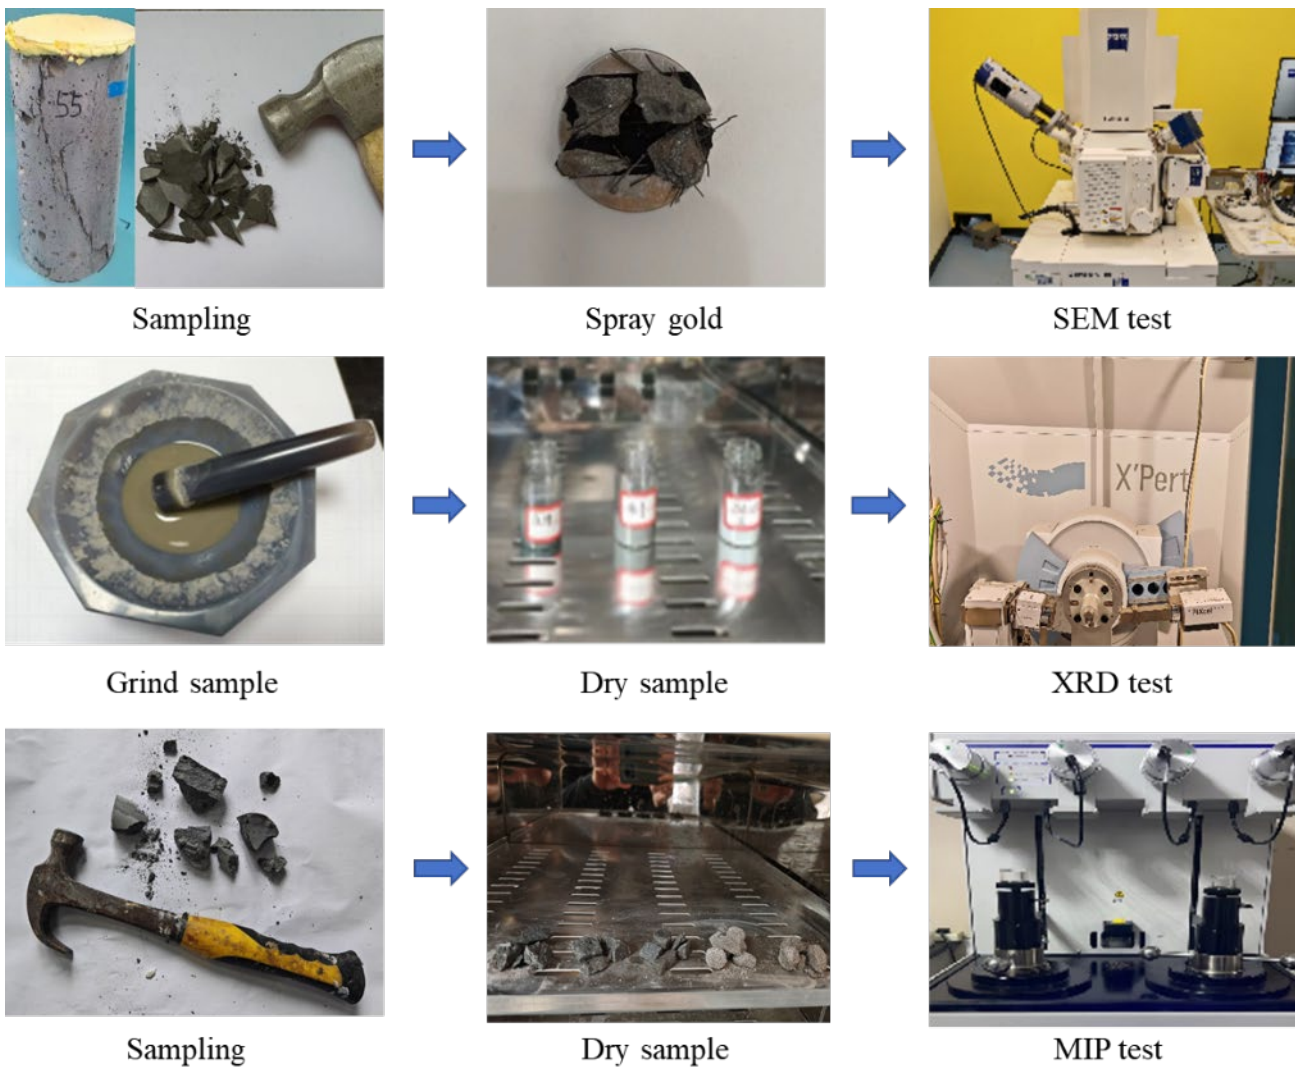 55
Sampling
Spray gold
SEM test
X'Pert
Grind sample
Dry sample
XRD test
Sampling
Dry sample
MIP test